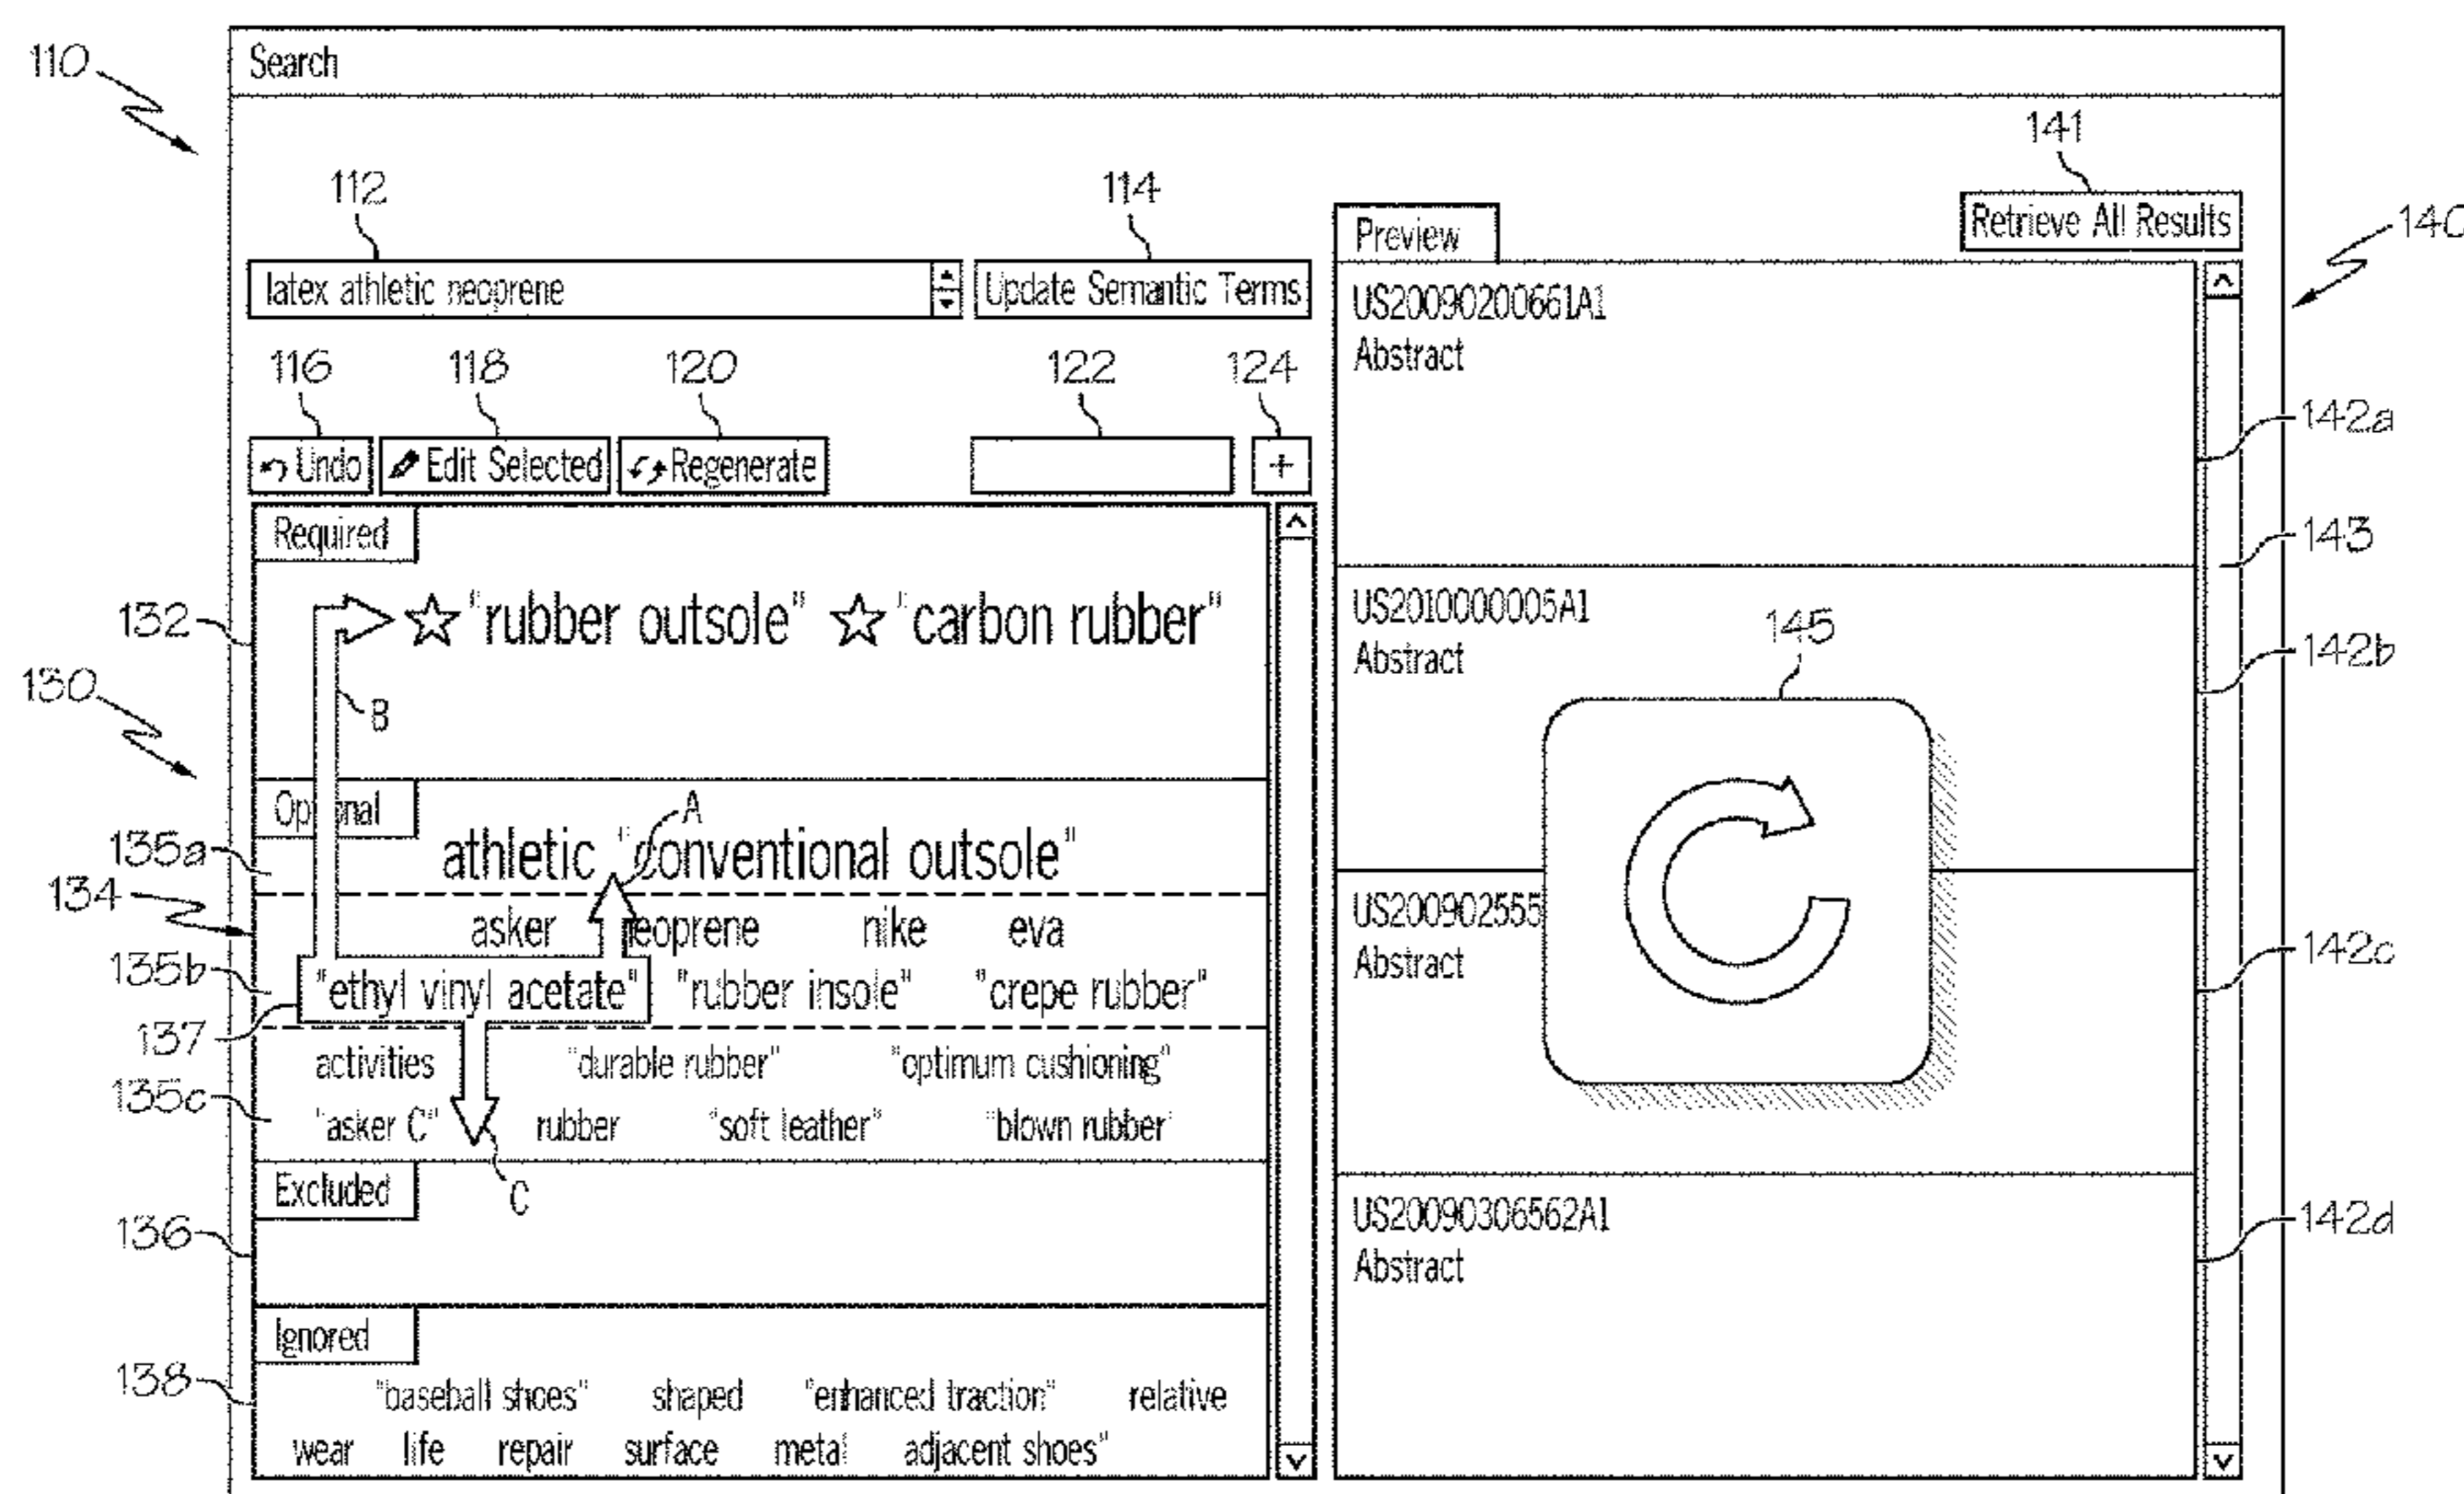 110
Search
141
112
114
Retrieve All Results
140
Preview
latex athletic neoprene
Update Semantic Terms
US20090200661A1
Abstract
116
118
120
122
124
142a
Undo
Edit Selected
Regenerate
+
143
Required
132
☆ "rubber outsole" ☆ "carbon rubber"
US2010000005A1
Abstract
145
142b
130
B
Op nal
A
135a
athletic "conventional outsole"
134
asker neoprene nike eva
US200902555
Abstract
142c
135b
"ethyl vinyl acetate" "rubber insole" "crepe rubber"
137
activities "durable rubber" "optimum cushioning"
135c
"asker C" rubber "soft leather" "blown rubber"
Excluded
C
US20090306562A1
Abstract
142d
136
Ignored
138
"baseball shoes" shaped "enhanced traction" relative
wear life repair surface metal adjacent shoes"